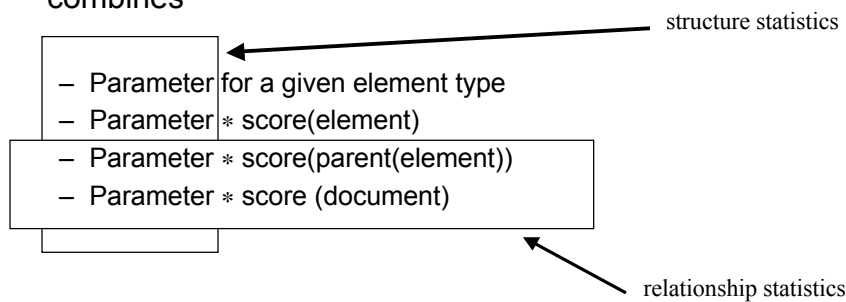 combines
structure statistics
– Parameter for a given element type
– Parameter ∗ score(element)
– Parameter ∗ score(parent(element))
– Parameter ∗ score (document)
relationship statistics